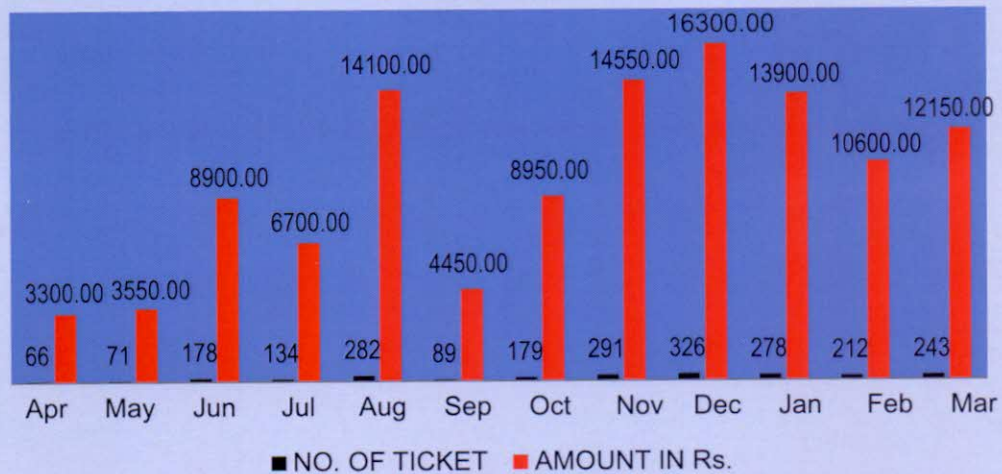 16300.00
14100.00 14550.00 13900.00
12150.00
10600.00
8900.00 8950.00
6700.00
4450.00
3300.00 3550.00
66 71 178 134 282 89 179 291 326 278 212 243
Apr May Jun Jul Aug Sep Oct Nov Dec Jan Feb Mar
NO. OF TICKET AMOUNT IN Rs.